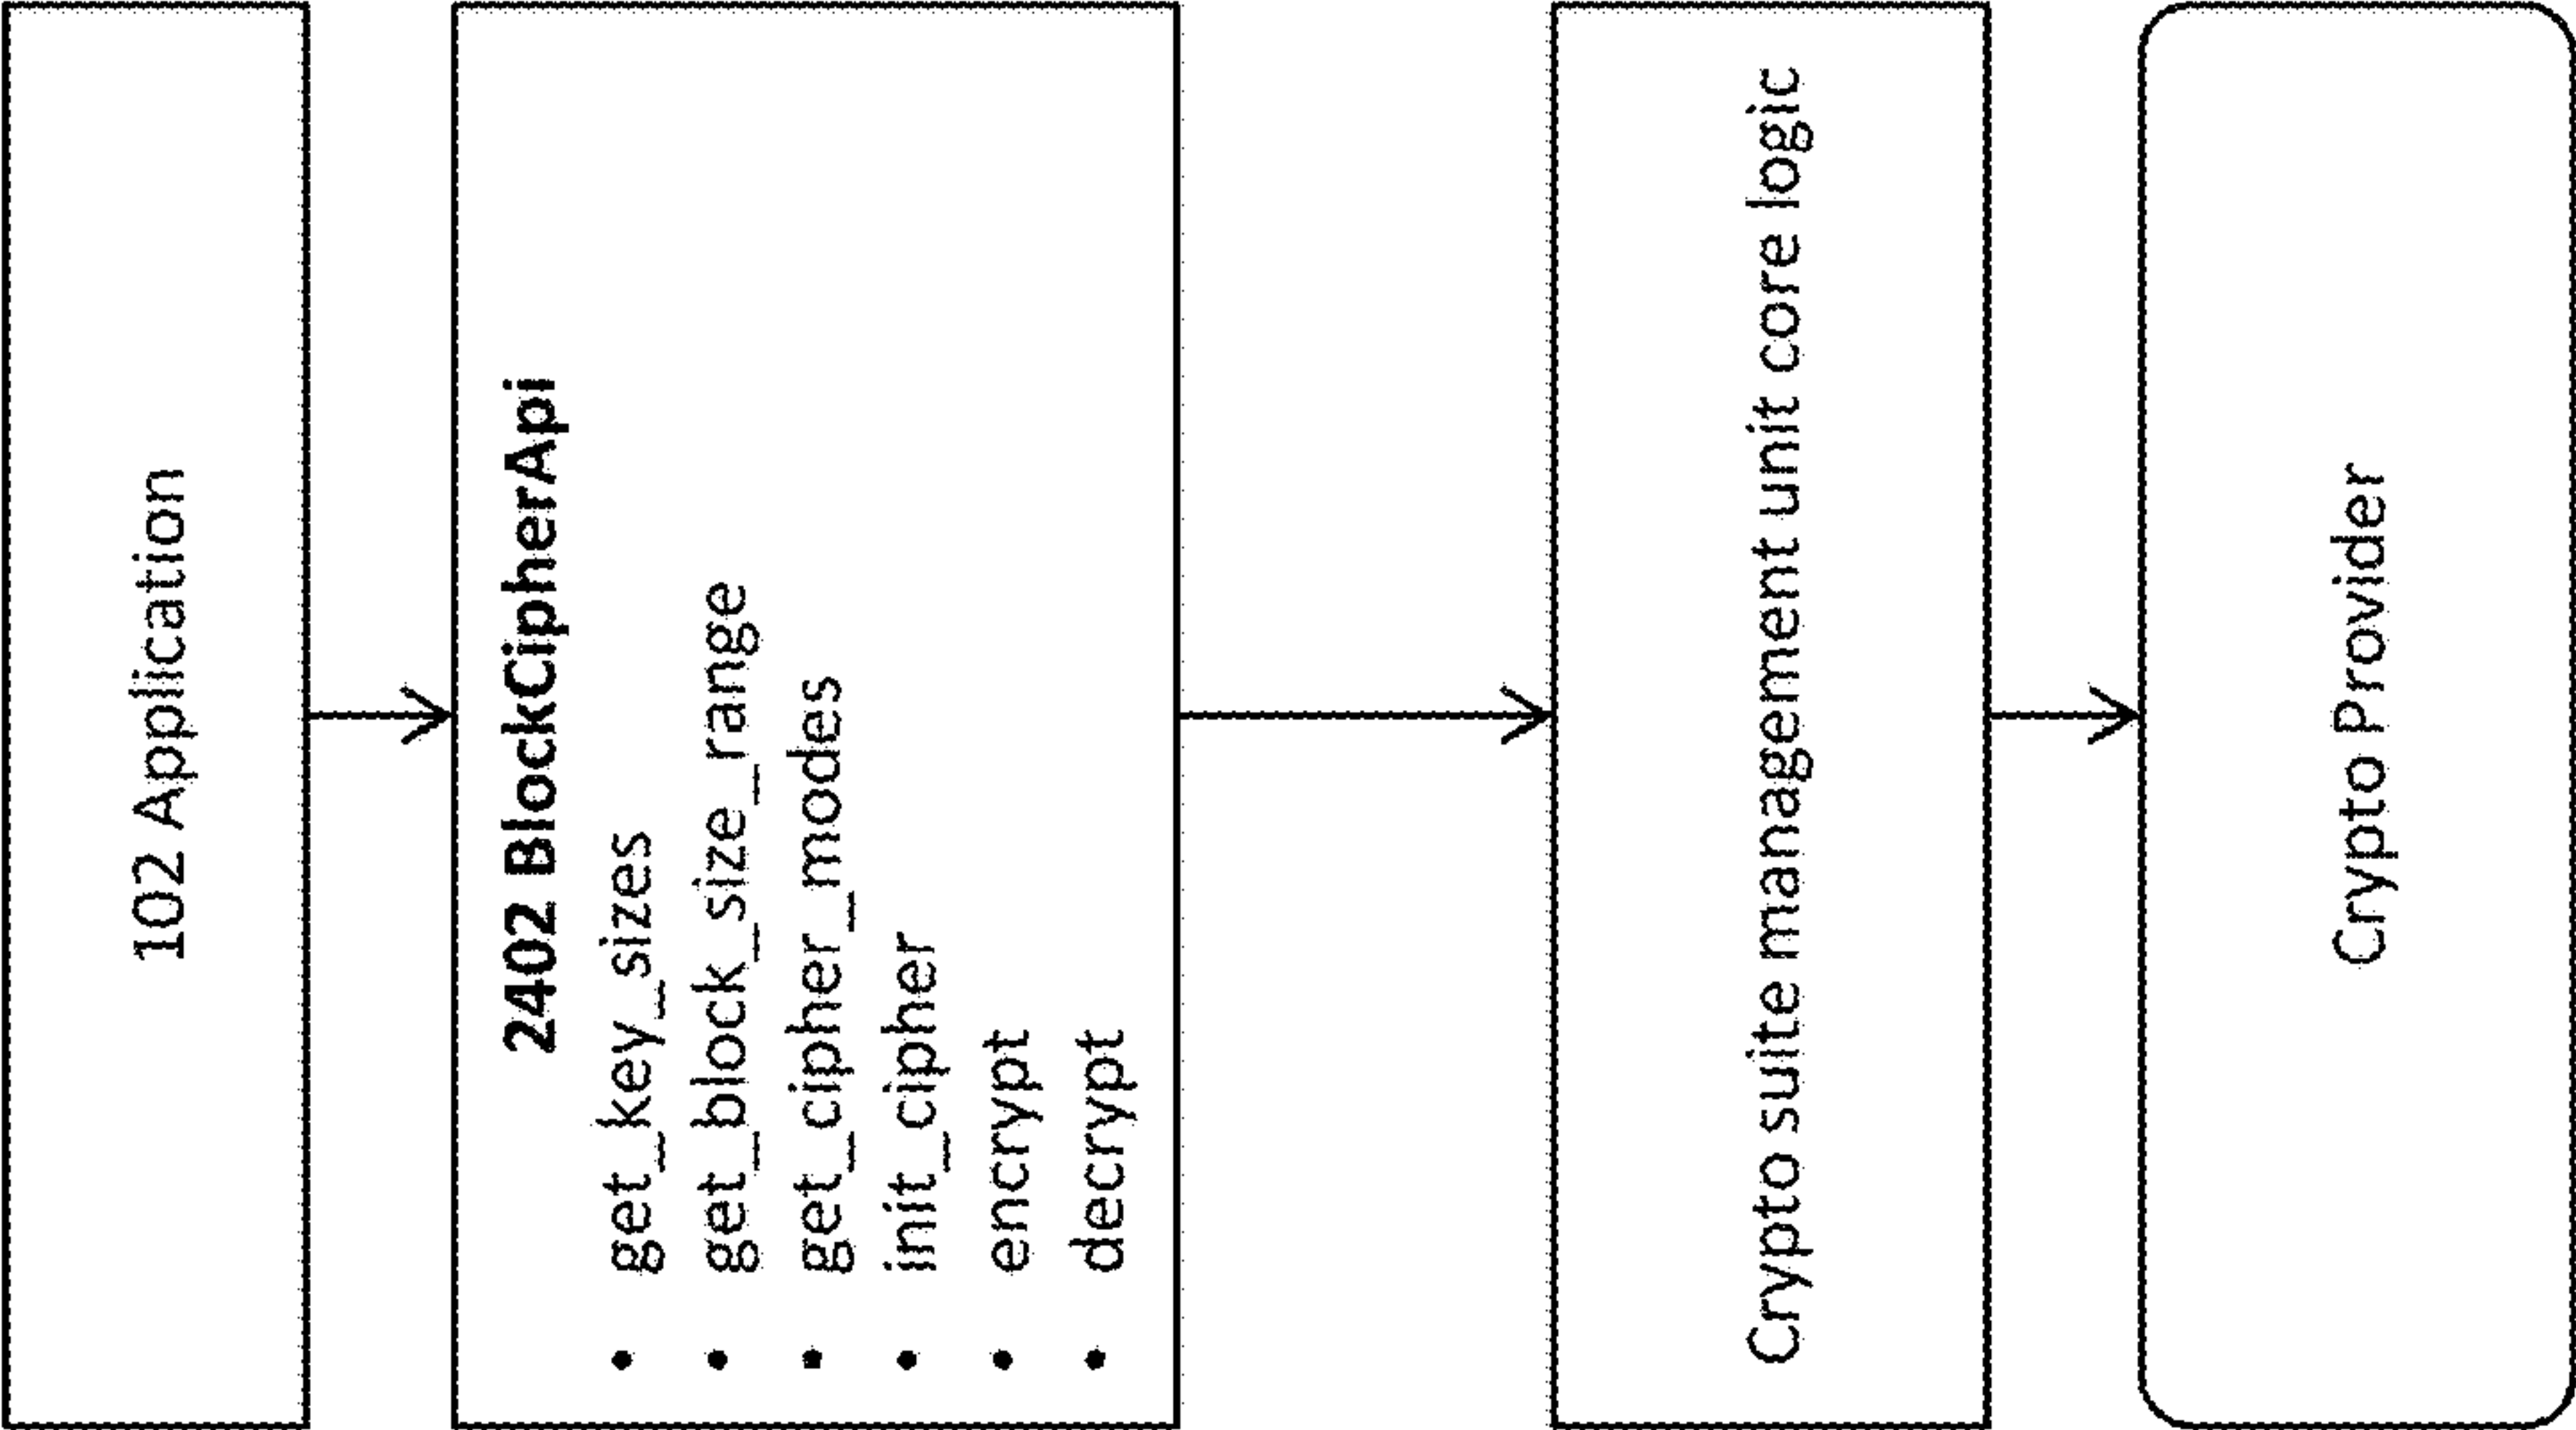 102 Application
2402 BlockCipherApi
• get_key_sizes
• get_block_size_range
• get_cipher_modes
• init_cipher
• encrypt
• decrypt
Crypto suite management unit core logic
Crypto Provider